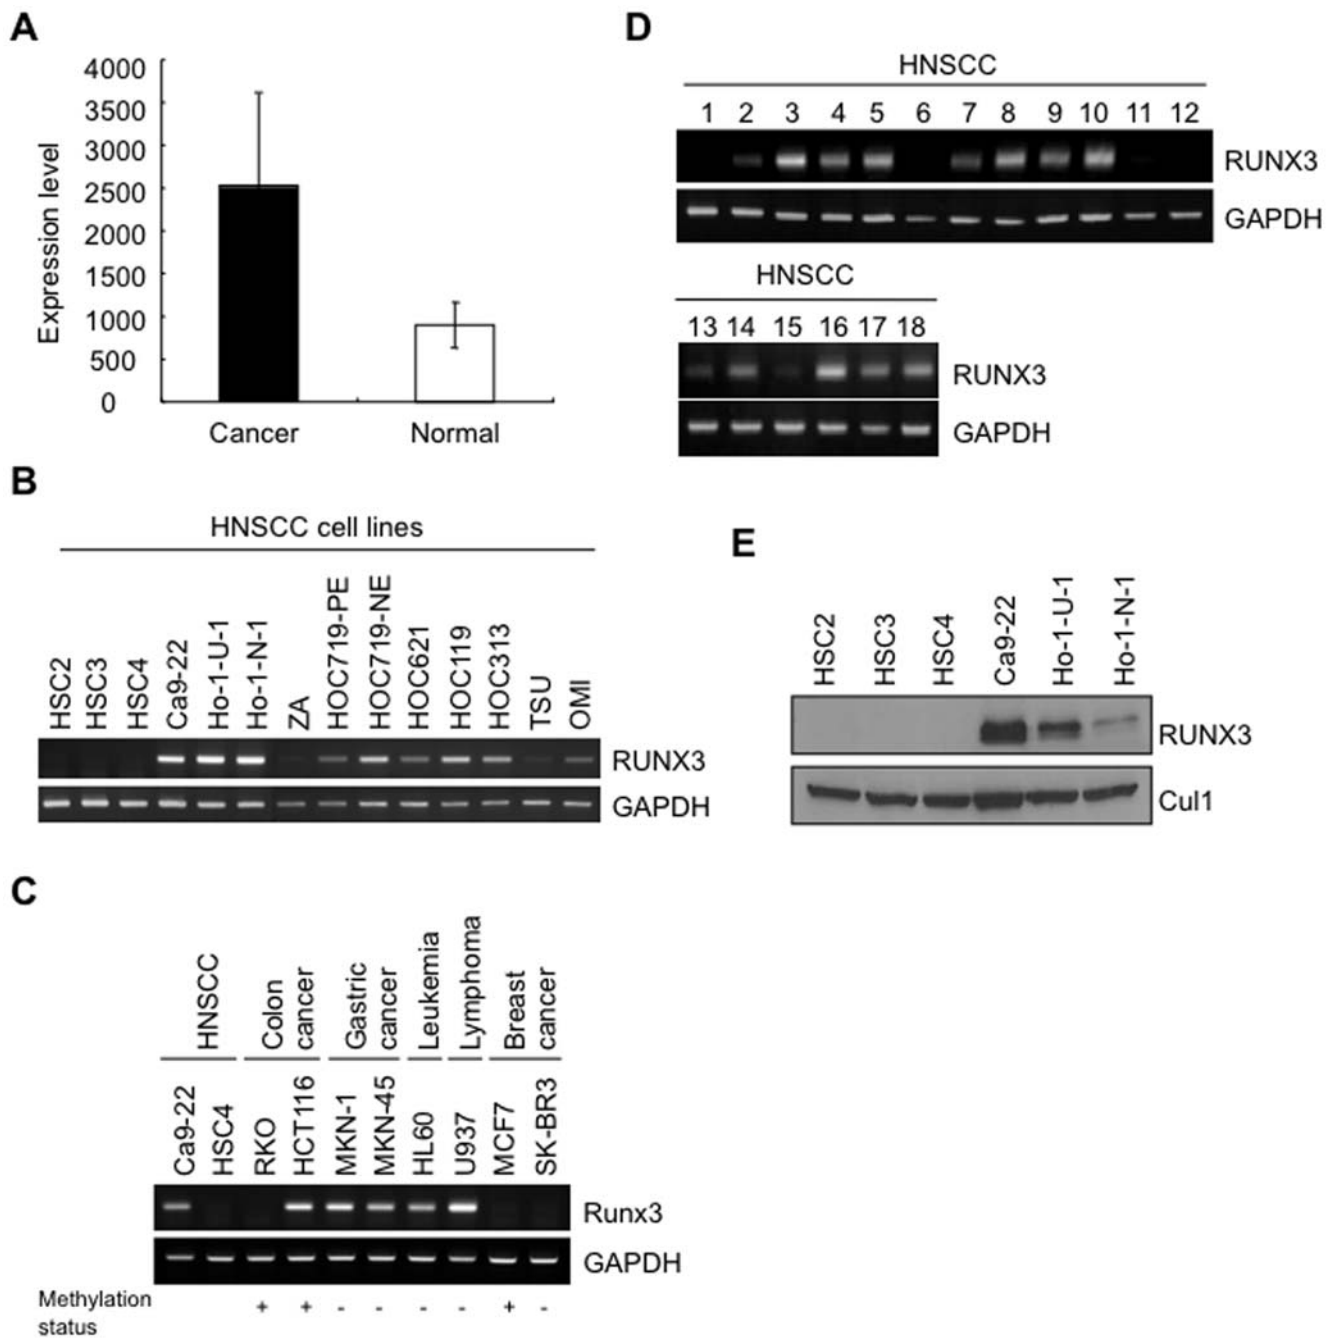 A
4000
3500
3000
2500
2000
1500
1000
500
0
Expression level
Cancer
Normal
B
HNSCC cell lines
HSC2
HSC3
HSC4
Ca9-22
Ho-1-U-1
Ho-1-N-1
ZA
HOC719-PE
HOC719-NE
HOC621
HOC119
HOC313
TSU
OMI
RUNX3
GAPDH
C
HNSCC
Colon
cancer
Gastric
cancer
Leukemia
Lymphoma
Breast
cancer
Ca9-22
HSC4
RKO
HCT116
MKN-1
MKN-45
HL60
U937
MCF7
SK-BR3
Runx3
GAPDH
Methylation
status
+ + - - - - + -
D
HNSCC
1 2 3 4 5 6 7 8 9 10 11 12
RUNX3
GAPDH
HNSCC
13 14 15 16 17 18
RUNX3
GAPDH
E
HSC2
HSC3
HSC4
Ca9-22
Ho-1-U-1
Ho-1-N-1
RUNX3
Cul1